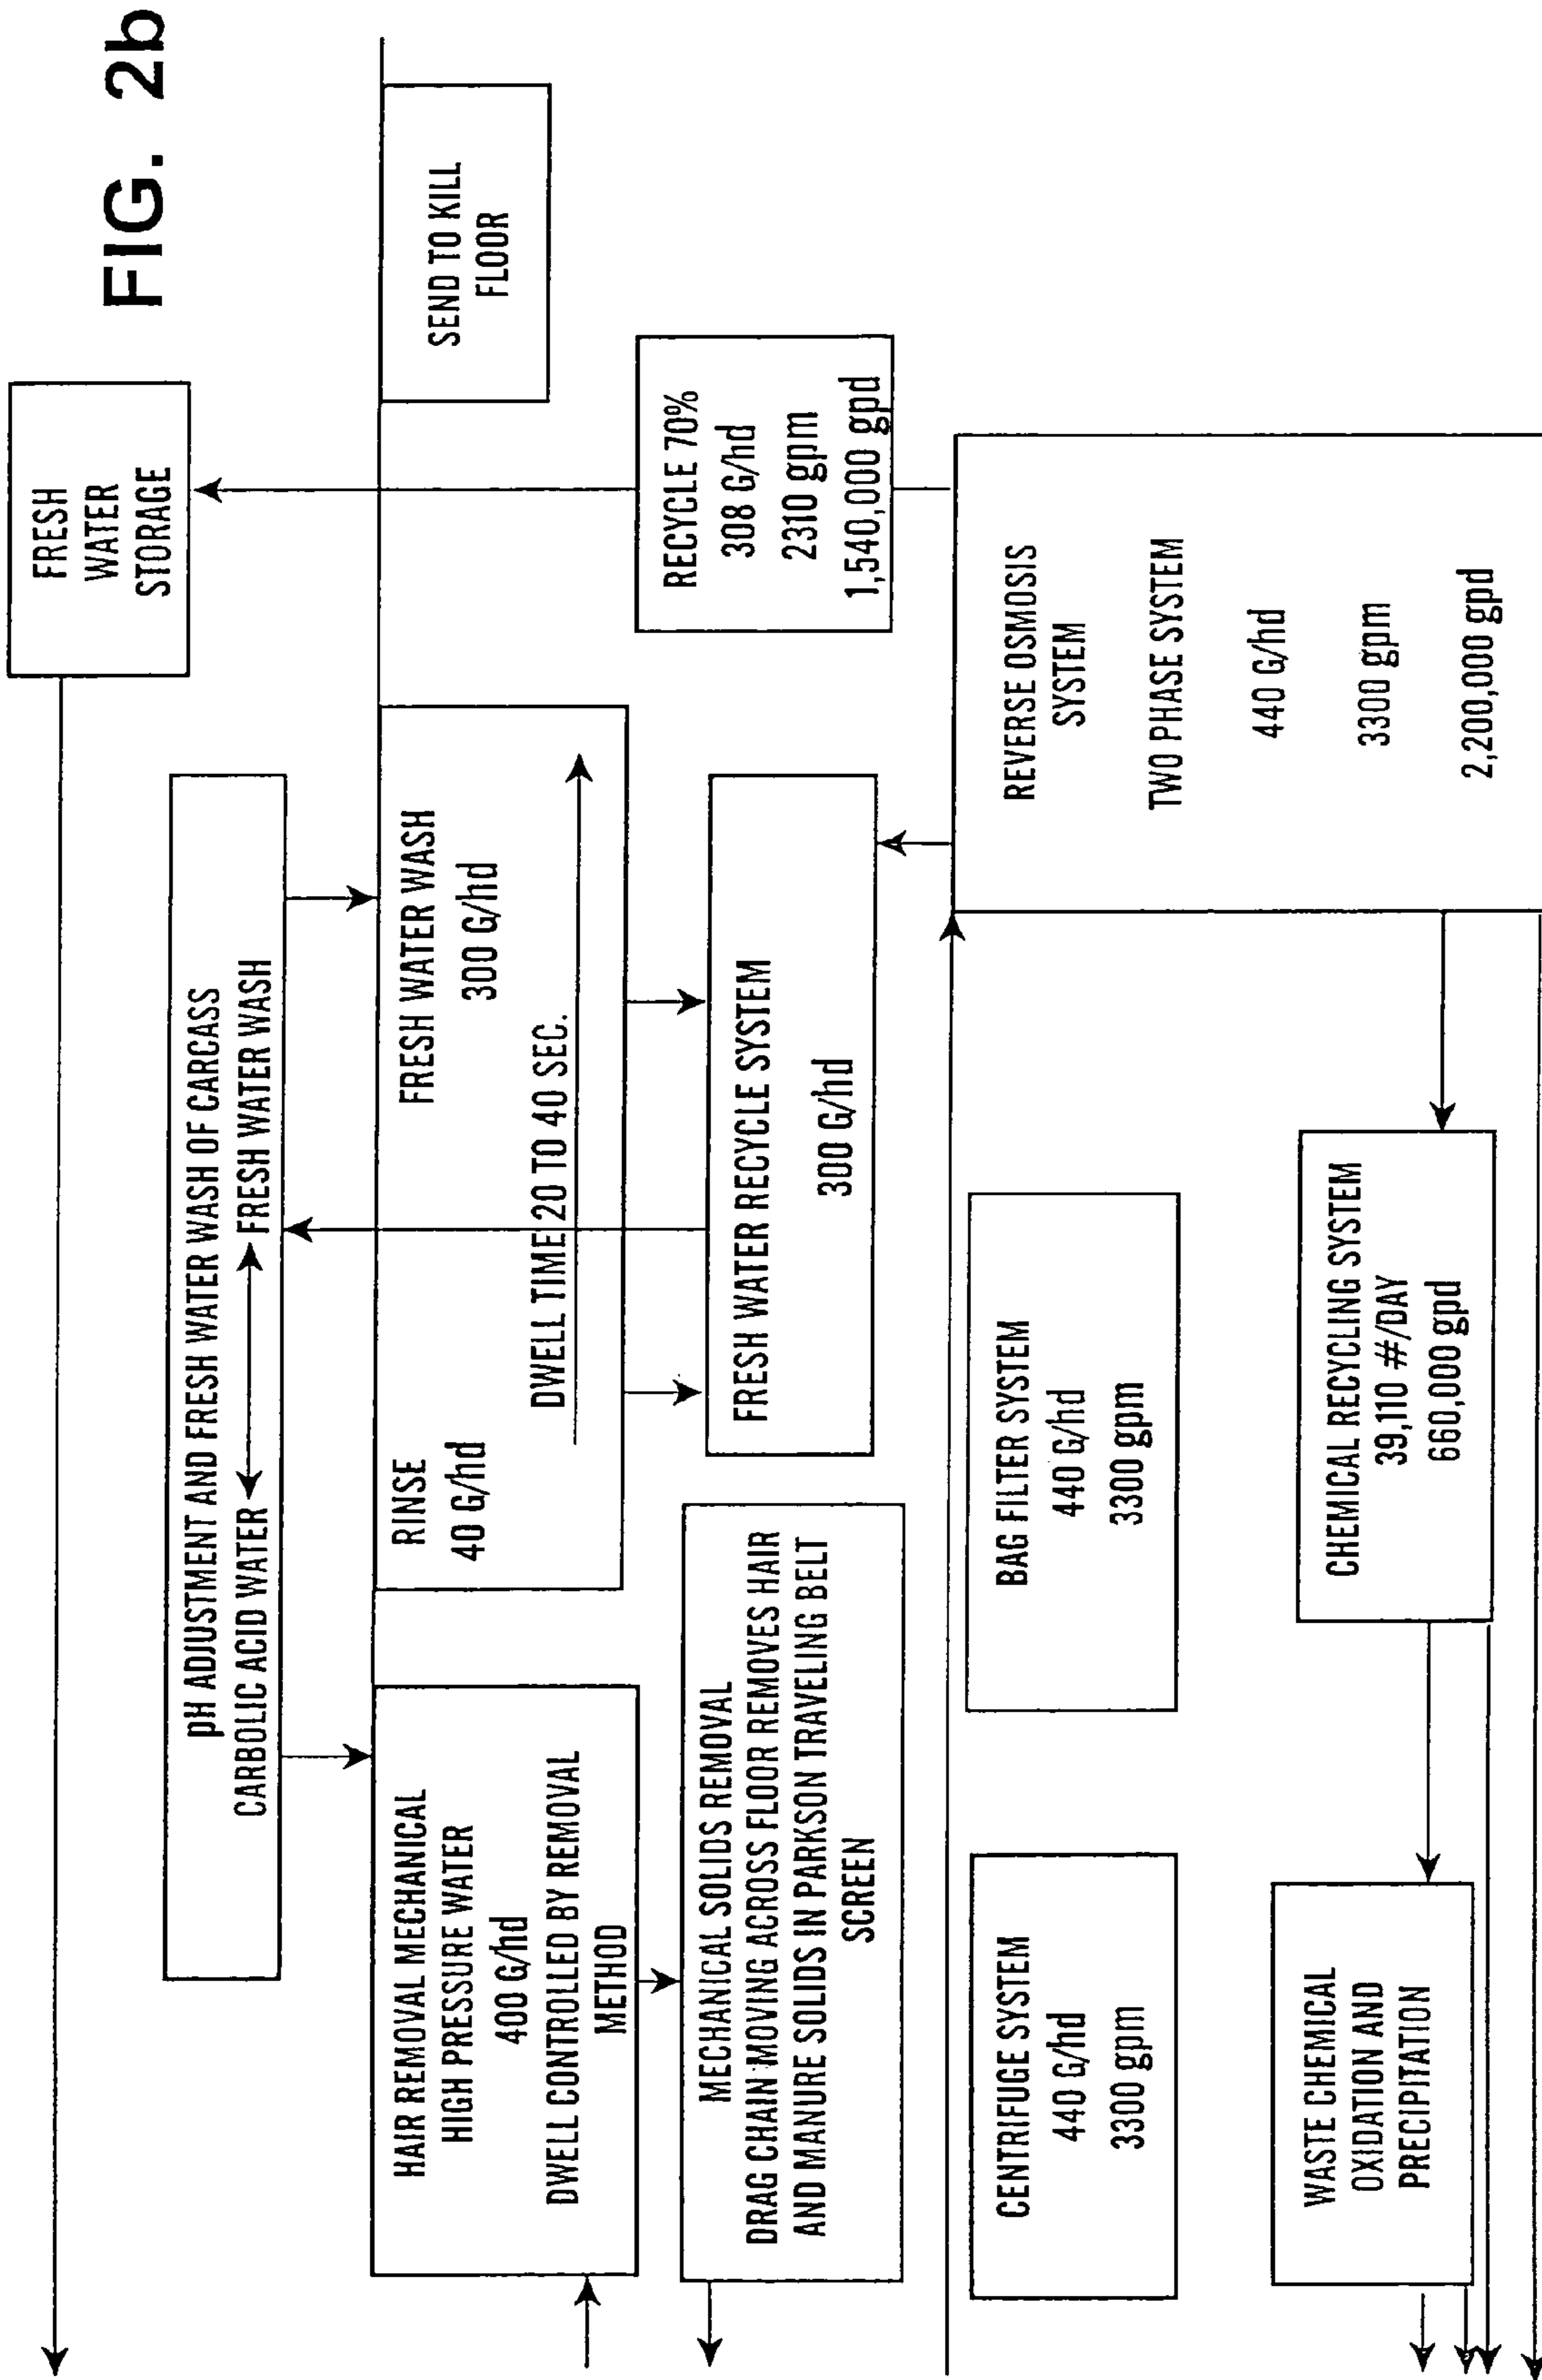 FIG. 2b
FRESH
WATER
STORAGE
pH ADJUSTMENT AND FRESH WATER WASH OF CARCASS
CARBOLIC ACID WATER
FRESH WATER WASH
HAIR REMOVAL MECHANICAL
HIGH PRESSURE WATER
400 G/hd
DWELL CONTROLLED BY REMOVAL
METHOD
RINSE
40 G/hd
FRESH WATER WASH
300 G/hd
DWELL TIME 20 TO 40 SEC.
SEND TO KILL
FLOOR
MECHANICAL SOLIDS REMOVAL
DRAG CHAIN MOVING ACROSS FLOOR REMOVES HAIR
AND MANURE SOLIDS IN PARKSON TRAVELING BELT
SCREEN
FRESH WATER RECYCLE SYSTEM
300 G/hd
RECYCLE 70%
308 G/hd
2310 gpm
1,540,000 gpd
CENTRIFUGE SYSTEM
440 G/hd
3300 gpm
BAG FILTER SYSTEM
440 G/hd
3300 gpm
REVERSE OSMOSIS
SYSTEM
TWO PHASE SYSTEM
440 G/hd
3300 gpm
2,200,000 gpd
WASTE CHEMICAL
OXIDATION AND
PRECIPITATION
CHEMICAL RECYCLING SYSTEM
39,110 #/DAY
660,000 gpd